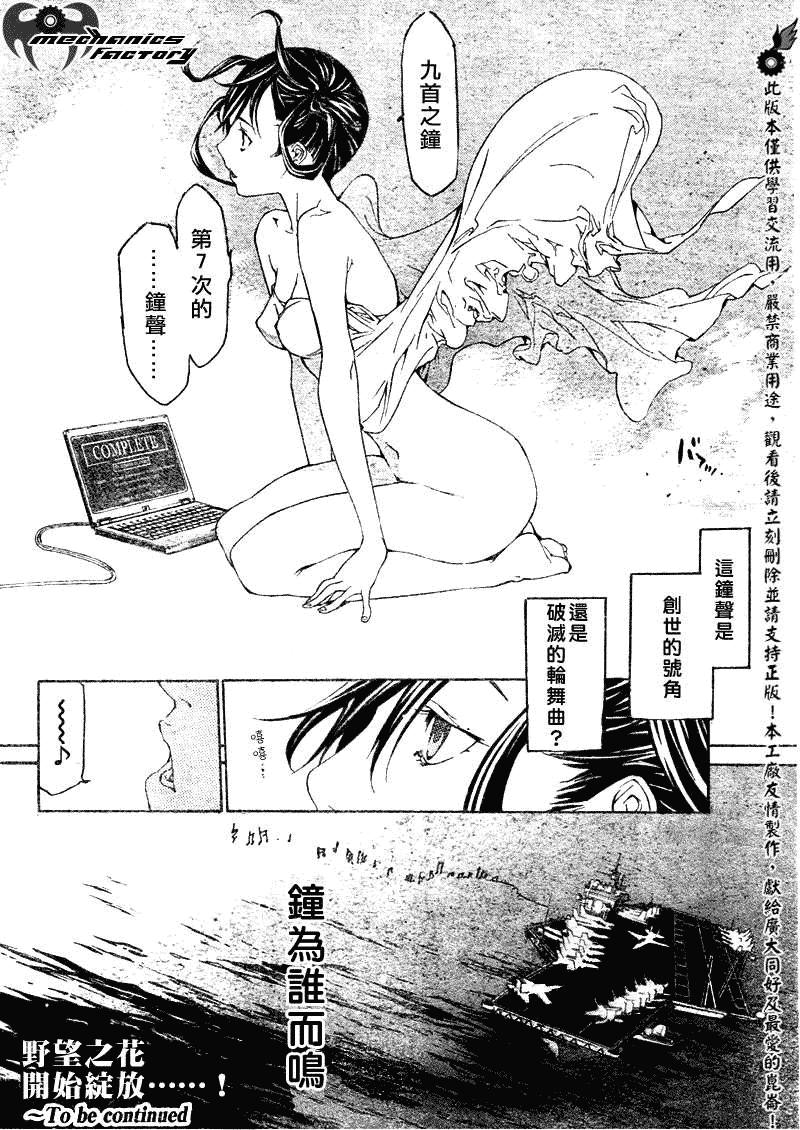 Mechanics
Factory
九首之鐘
第7次的
……鐘聲……
COMPLETE
バフッ
這鐘聲是
創世的號角
還是
破滅的輪舞曲？
嘻嘻…
～～♪
鐘為誰而鳴
野望之花
開始綻放……！
～To be continued
此版本僅供學習交流用，嚴禁商業用途，觀看後請立刻刪除並請支持正版！本工廠友情製作，獻給廣大同好及最愛的崑崙！